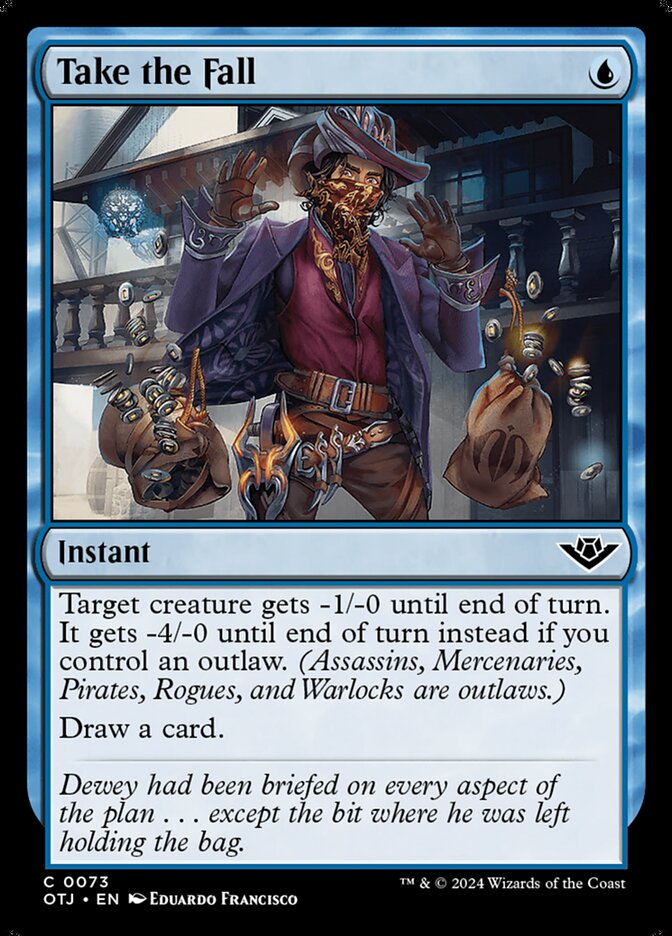 Take the Fall
Instant
Target creature gets -1/-0 until end of turn.
It gets -4/-0 until end of turn instead if you
control an outlaw. (Assassins, Mercenaries,
Pirates, Rogues, and Warlocks are outlaws.)
Draw a card.
Dewey had been briefed on every aspect of
the plan . . . except the bit where he was left
holding the bag.
C 0073
OTJ • EN Eduardo Francisco
™ & © 2024 Wizards of the Coast